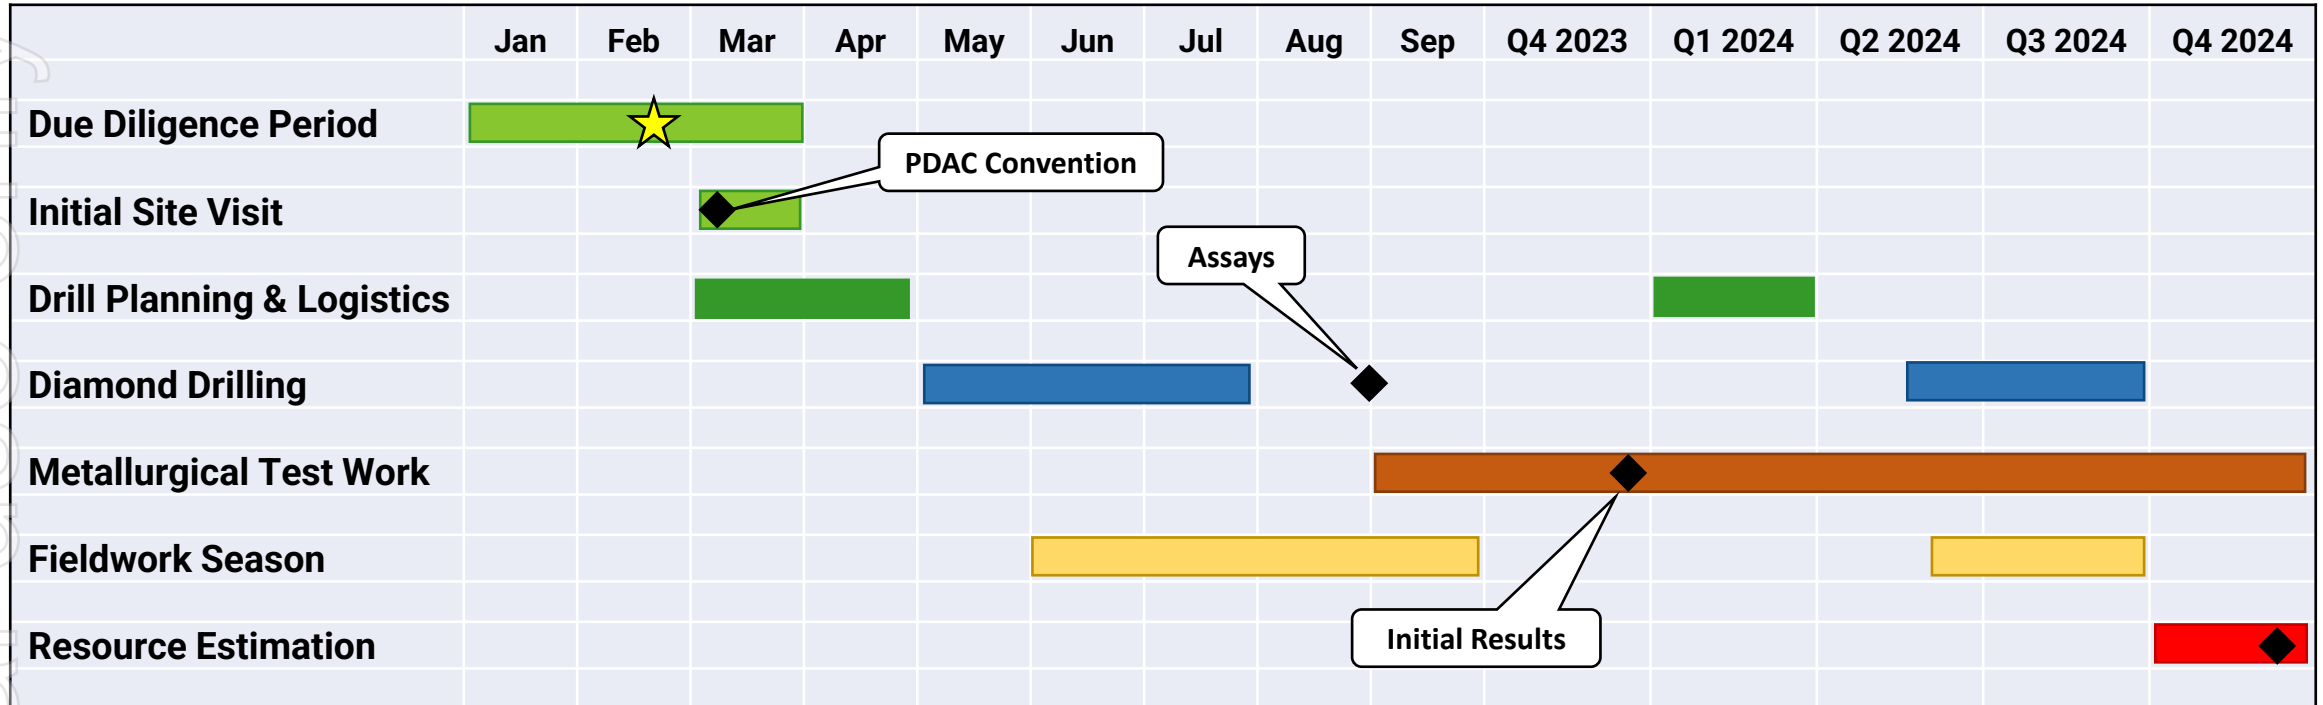 Jan Feb Mar Apr May Jun Jul Aug Sep Q4 2023 Q1 2024 Q2 2024 Q3 2024 Q4 2024
Due Diligence Period
PDAC Convention
Initial Site Visit
Assays
Drill Planning & Logistics
Diamond Drilling
Metallurgical Test Work
Fieldwork Season
Initial Results
Resource Estimation